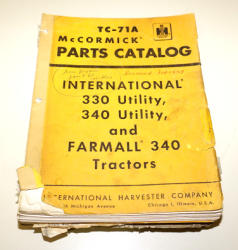 TC-71A
McCORMICK
IH
PARTS CATALOG
INTERNATIONAL
330 Utility,
340 Utility,
and
FARMALL 340
Tractors
INTERNATIONAL HARVESTER COMPANY
Michigan Avenue
Chicago 1, Illinois, U.S.A.